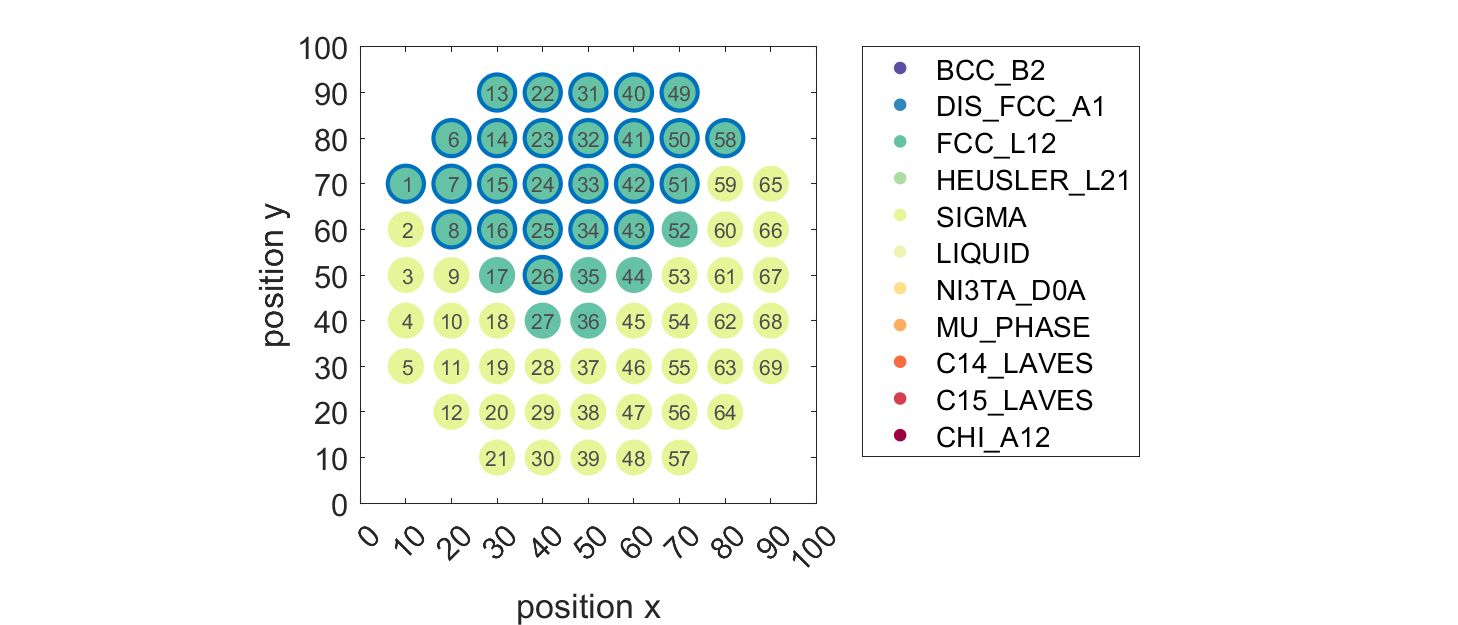 100
90 13 22 31 40 49
80 6 14 23 32 41 50 58
70 1 7 15 24 33 42 51 59 65
60 2 8 16 25 34 43 52 60 66
50 3 9 17 26 35 44 53 61 67
40 4 10 18 27 36 45 54 62 68
30 5 11 19 28 37 46 55 63 69
20 12 20 29 38 47 56 64
10 21 30 39 48 57
0
position y
0 10 20 30 40 50 60 70 80 90 100
position x
BCC_B2
DIS_FCC_A1
FCC_L12
HEUSLER_L21
SIGMA
LIQUID
NI3TA_D0A
MU_PHASE
C14_LAVES
C15_LAVES
CHI_A12